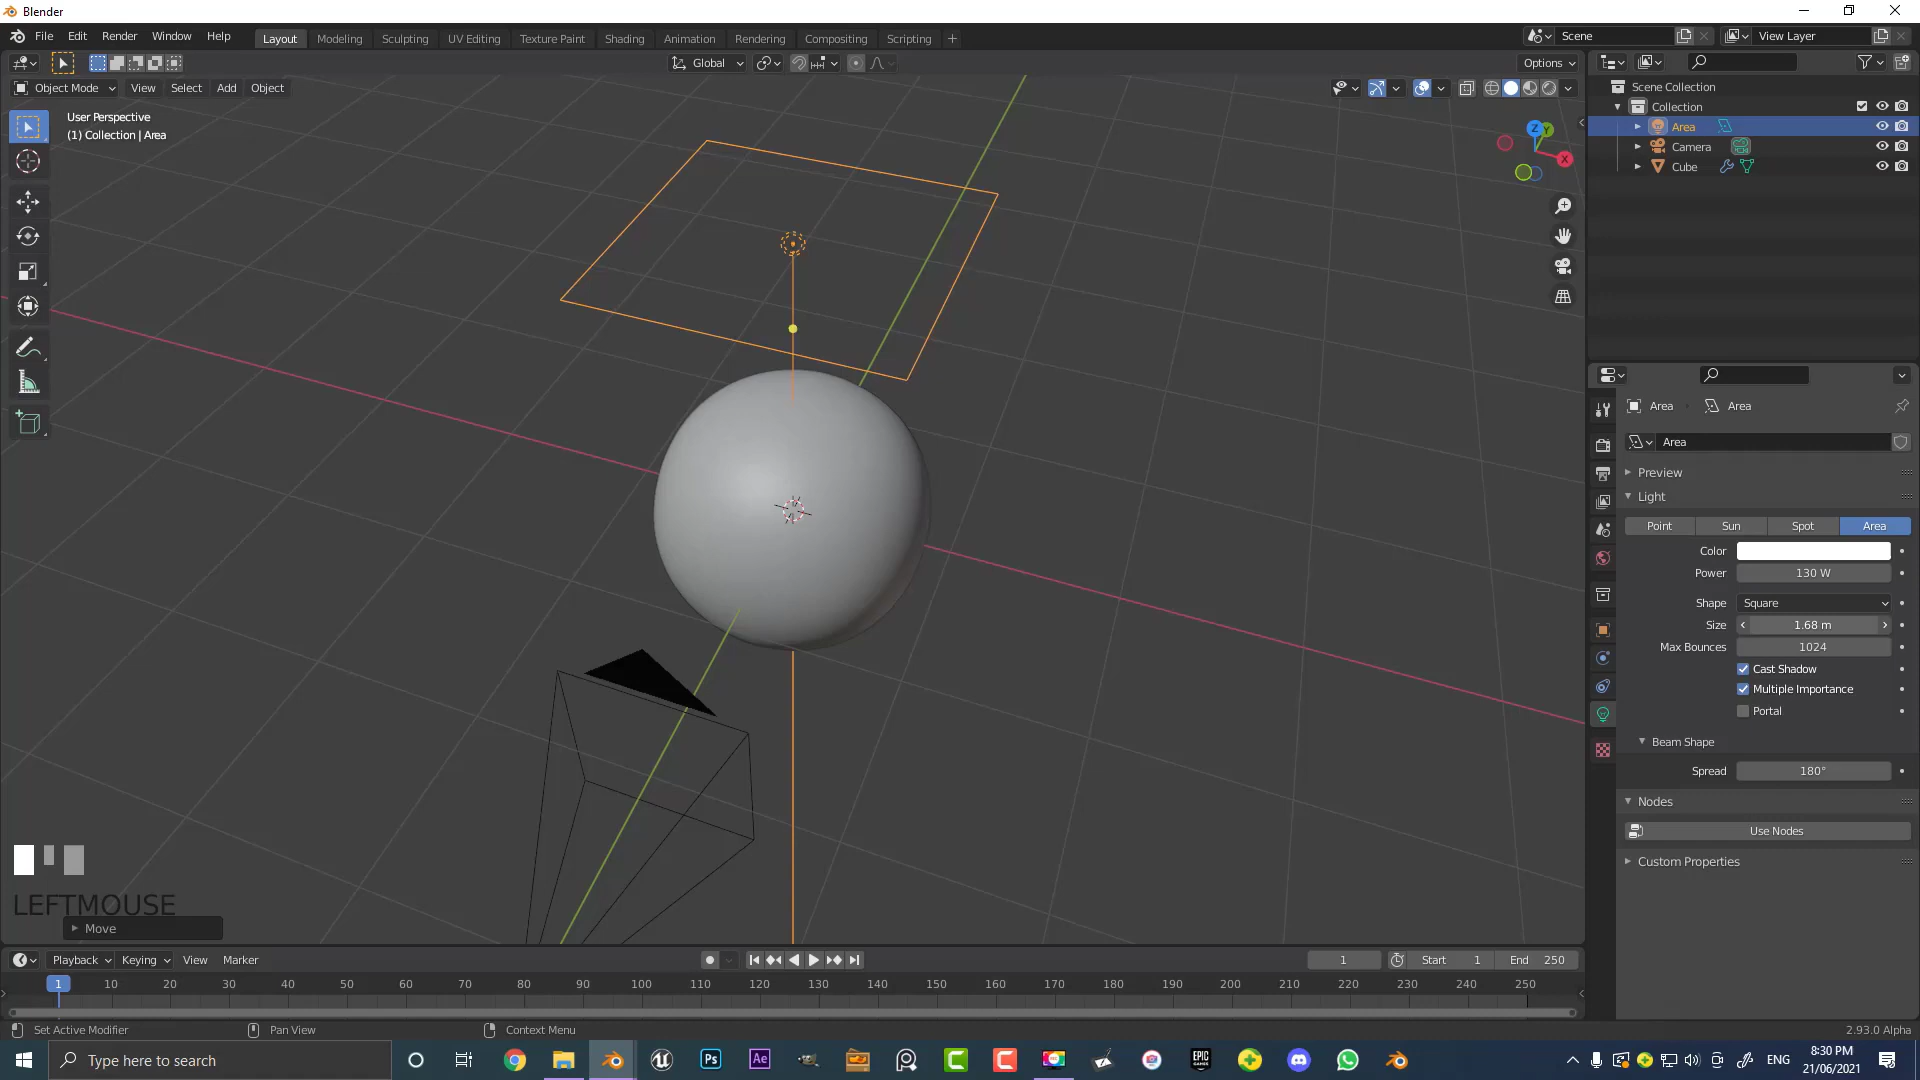 Blender
File Edit Render Window Help
Layout Modeling Sculpting UV Editing Texture Paint Shading Animation Rendering Compositing Scripting +
Scene
View Layer
Global
Options
Object Mode View Select Add Object
User Perspective
(1) Collection | Area
Z
Y
X
Scene Collection
Collection
Area
Camera
Cube
Area
Area
Area
Preview
Light
Point Sun Spot Area
Color
Power 130 W
Shape Square
Size 1.68 m
Max Bounces 1024
Cast Shadow
Multiple Importance
Portal
Beam Shape
Spread 180°
Nodes
Use Nodes
Custom Properties
LEFTMOUSE
Move
Playback Keying View Marker
1
Start 1 End 250
1 10 20 30 40 50 60 70 80 90 100 110 120 130 140 150 160 170 180 190 200 210 220 230 240 250
Set Active Modifier
Pan View
Context Menu
2.93.0 Alpha
Type here to search
Ps
Ae
EPIC GAMES
ENG
8:30 PM
21/06/2021